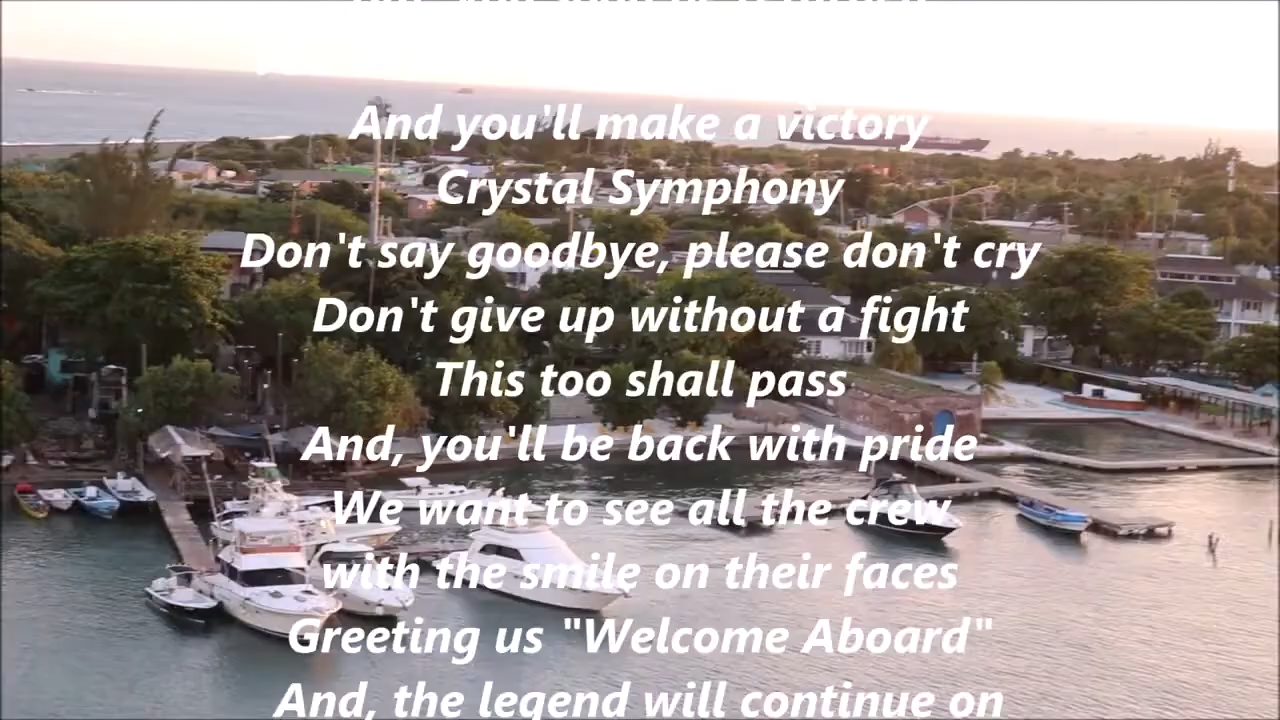 And you'll make a victory
Crystal Symphony
Don't say goodbye, please don't cry
Don't give up without a fight
This too shall pass
And, you'll be back with pride
We want to see all the crew
with the smile on their faces
Greeting us "Welcome Aboard"
And, the legend will continue on